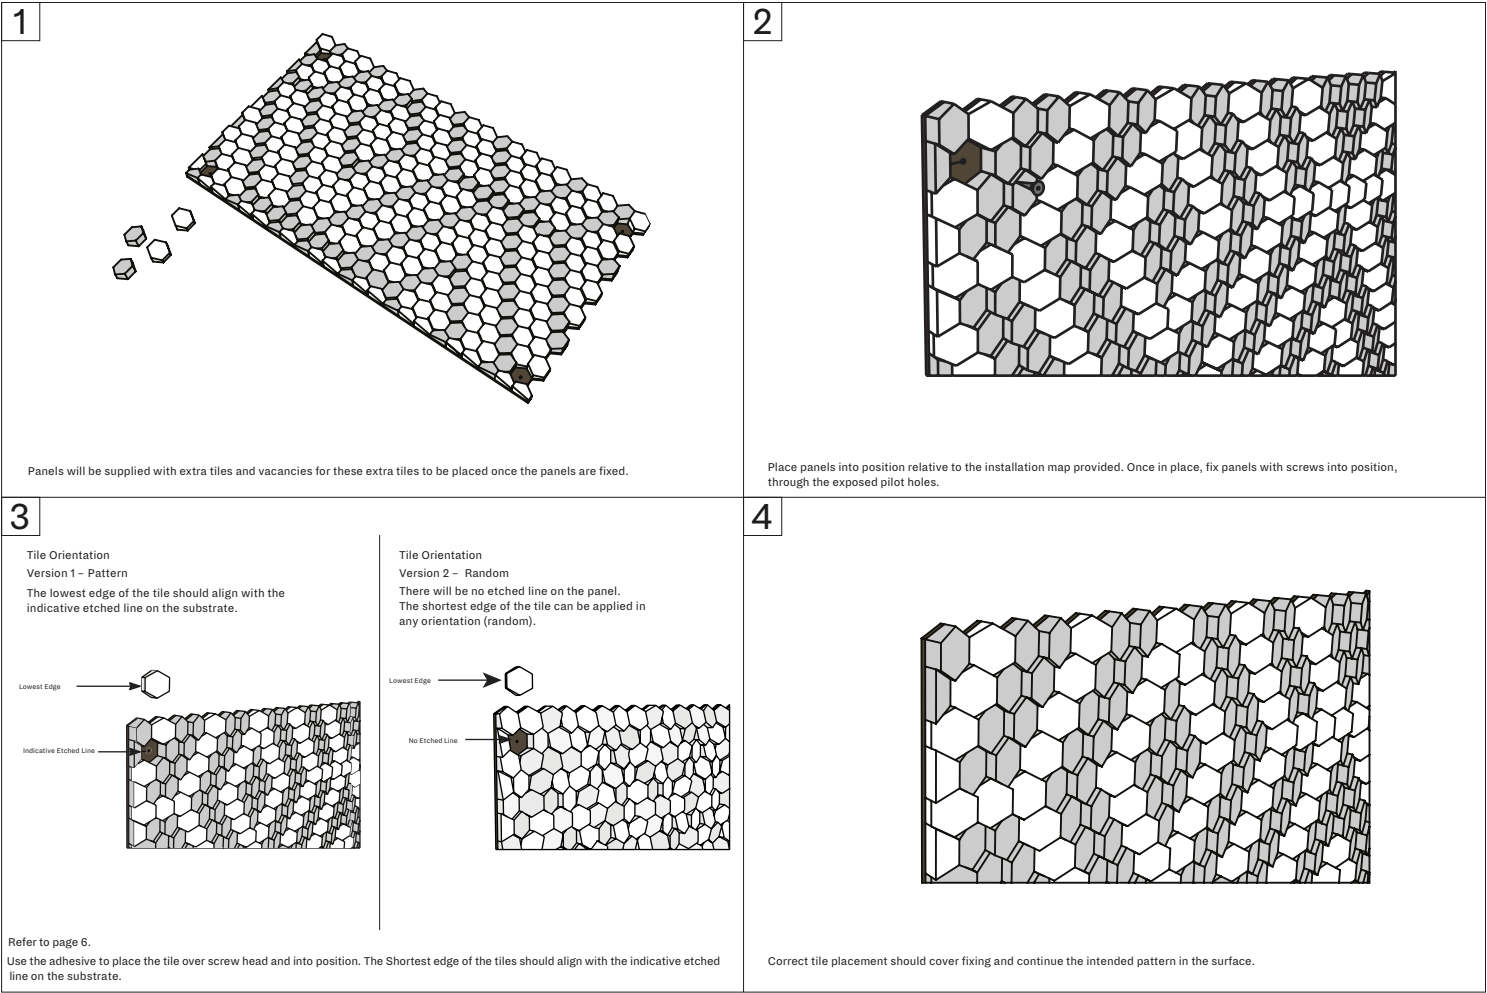 1
Panels will be supplied with extra tiles and vacancies for these extra tiles to be placed once the panels are fixed.
2
Place panels into position relative to the installation map provided. Once in place, fix panels with screws into position,
through the exposed pilot holes.
3
Tile Orientation
Version 1 – Pattern
The lowest edge of the tile should align with the
indicative etched line on the substrate.
Lowest Edge
Indicative Etched Line
Tile Orientation
Version 2 – Random
There will be no etched line on the panel.
The shortest edge of the tile can be applied in
any orientation (random).
Lowest Edge
No Etched Line
Refer to page 6.
Use the adhesive to place the tile over screw head and into position. The Shortest edge of the tiles should align with the indicative etched
line on the substrate.
4
Correct tile placement should cover fixing and continue the intended pattern in the surface.